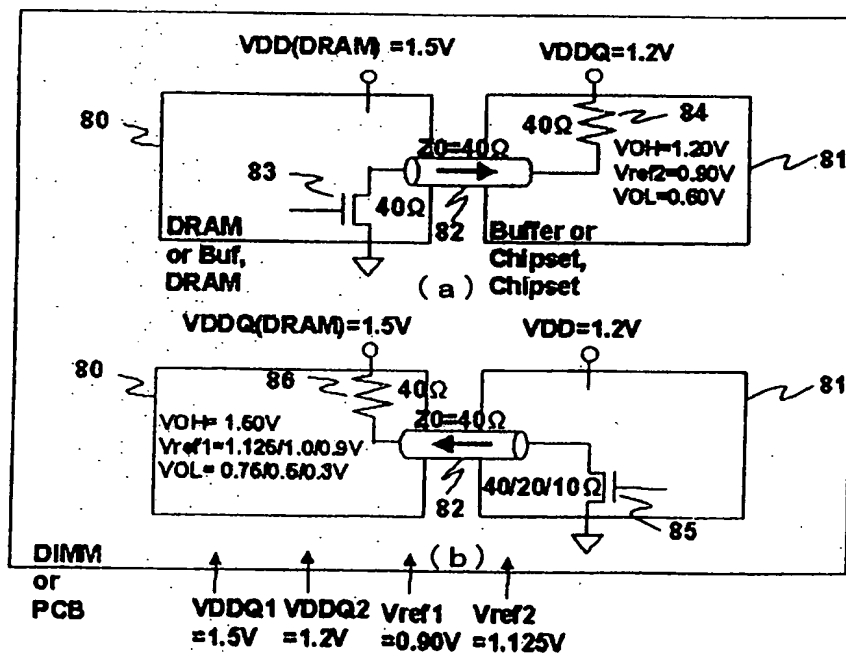 VDD(DRAM) =1.5V
VDDQ=1.2V
80
84
40Ω
Z0=40Ω
VOH=1.20V
Vref2=0.90V
VOL=0.60V
81
83
40Ω
82
DRAM
or Buf,
DRAM
Buffer or
Chipset,
Chipset
(a)
VDDQ(DRAM)=1.5V
VDD=1.2V
80
86
40Ω
81
Z0=40Ω
VOH= 1.50V
Vref1=1.125/1.0/0.9V
VOL= 0.75/0.5/0.3V
40/20/10Ω
82
85
(b)
DIMM
or
PCB
VDDQ1
=1.5V
VDDQ2
=1.2V
Vref1
=0.90V
Vref2
=1.125V